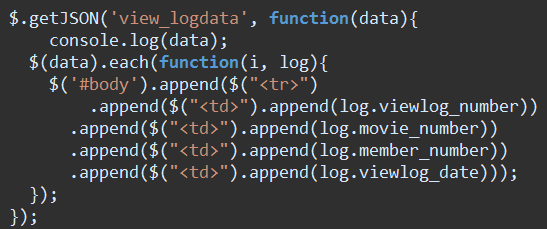 $.getJSON('view_logdata', function(data){
    console.log(data);
  $(data).each(function(i, log){
    $('#body').append($("<tr>")
        .append($("<td>").append(log.viewlog_number))
      .append($("<td>").append(log.movie_number))
      .append($("<td>").append(log.member_number))
      .append($("<td>").append(log.viewlog_date)));
  });
});